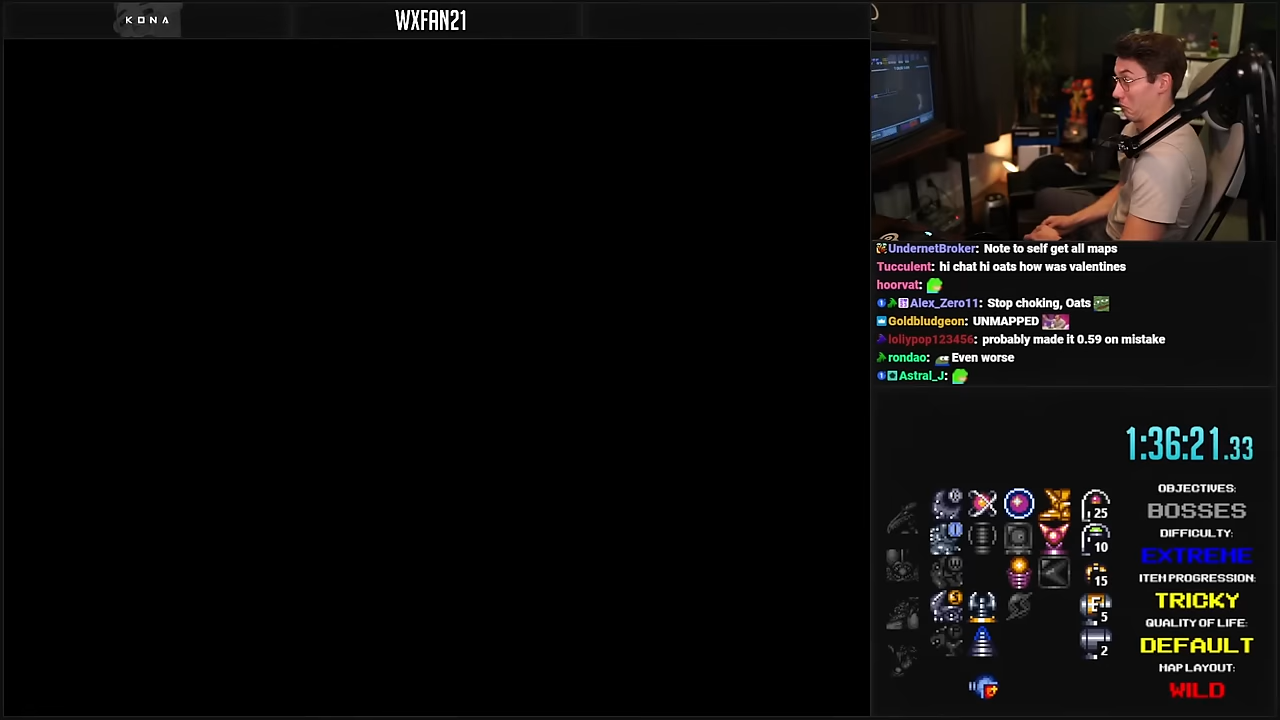 KONA
WXFAN21
UndernetBroker: Note to self get all maps
Tucculent: hi chat hi oats how was valentines
hoorvat:
Alex_Zero11: Stop choking, Oats
Goldbludgeon: UNMAPPED
loliypop123456: probably made it 0.59 on mistake
rondao: Even worse
Astral_J:
1:36:21.33
OBJECTIVES:
BOSSES
DIFFICULTY:
EXTREME
ITEM PROGRESSION:
TRICKY
QUALITY OF LIFE:
DEFAULT
MAP LAYOUT:
WILD
25
10
15
5
2